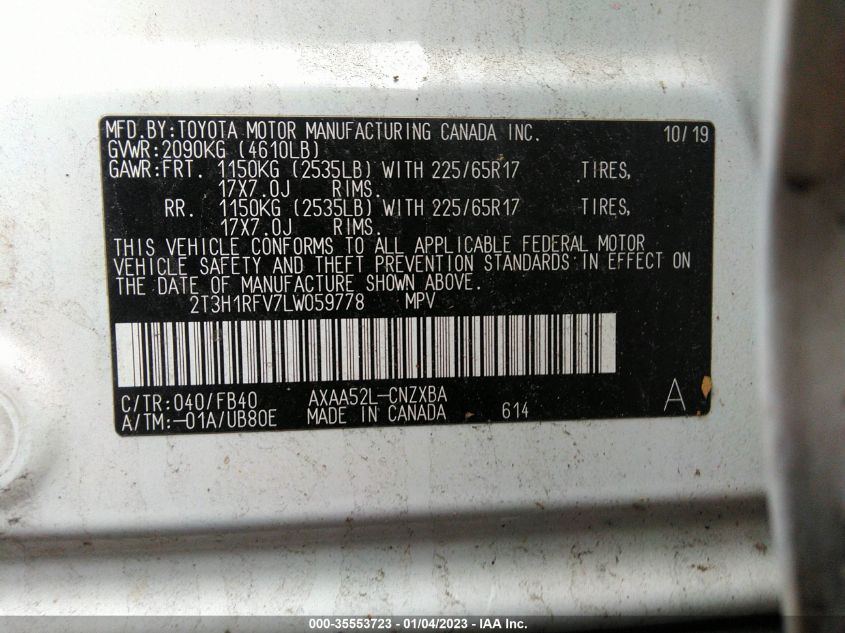 MFD.BY:TOYOTA MOTOR MANUFACTURING CANADA INC. 10/19
GVWR:2090KG (4610LB)
GAWR:FRT. 1150KG (2535LB) WITH 225/65R17 TIRES,
17X7.0J RIMS.
RR. 1150KG (2535LB) WITH 225/65R17 TIRES,
17X7.0J RIMS.
THIS VEHICLE CONFORMS TO ALL APPLICABLE FEDERAL MOTOR
VEHICLE SAFETY AND THEFT PREVENTION STANDARDS IN EFFECT ON
THE DATE OF MANUFACTURE SHOWN ABOVE.
2T3H1RFV7LW059778 MPV
C/TR:040/FB40 AXAA52L-CNZXBA
A/TM:-01A/UB80E MADE IN CANADA 614 A
000-35553723 - 01/04/2023 - IAA Inc.